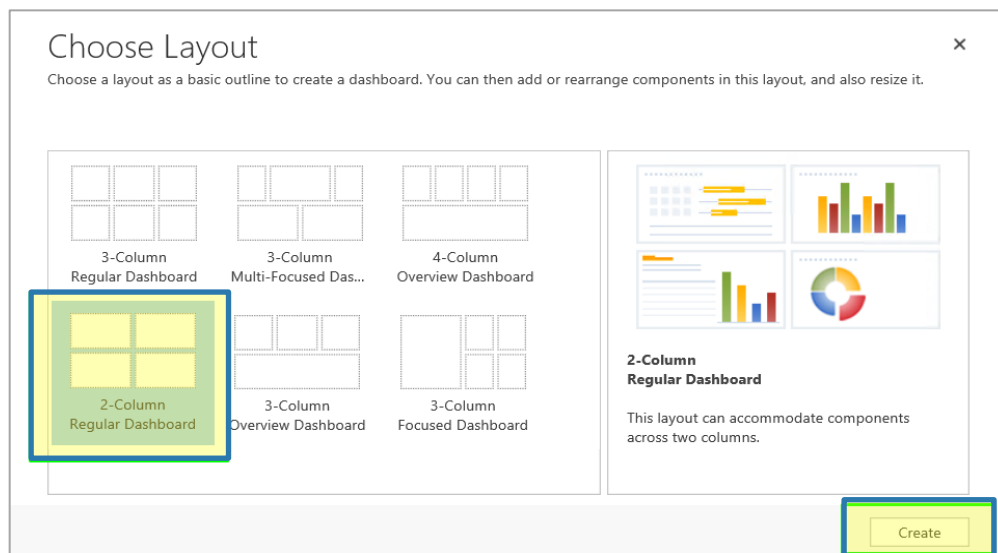 Choose Layout
Choose a layout as a basic outline to create a dashboard. You can then add or rearrange components in this layout, and also resize it.
3-Column
Regular Dashboard
3-Column
Multi-Focused Das...
4-Column
Overview Dashboard
2-Column
Regular Dashboard
3-Column
Overview Dashboard
3-Column
Focused Dashboard
2-Column
Regular Dashboard
This layout can accommodate components
across two columns.
Create